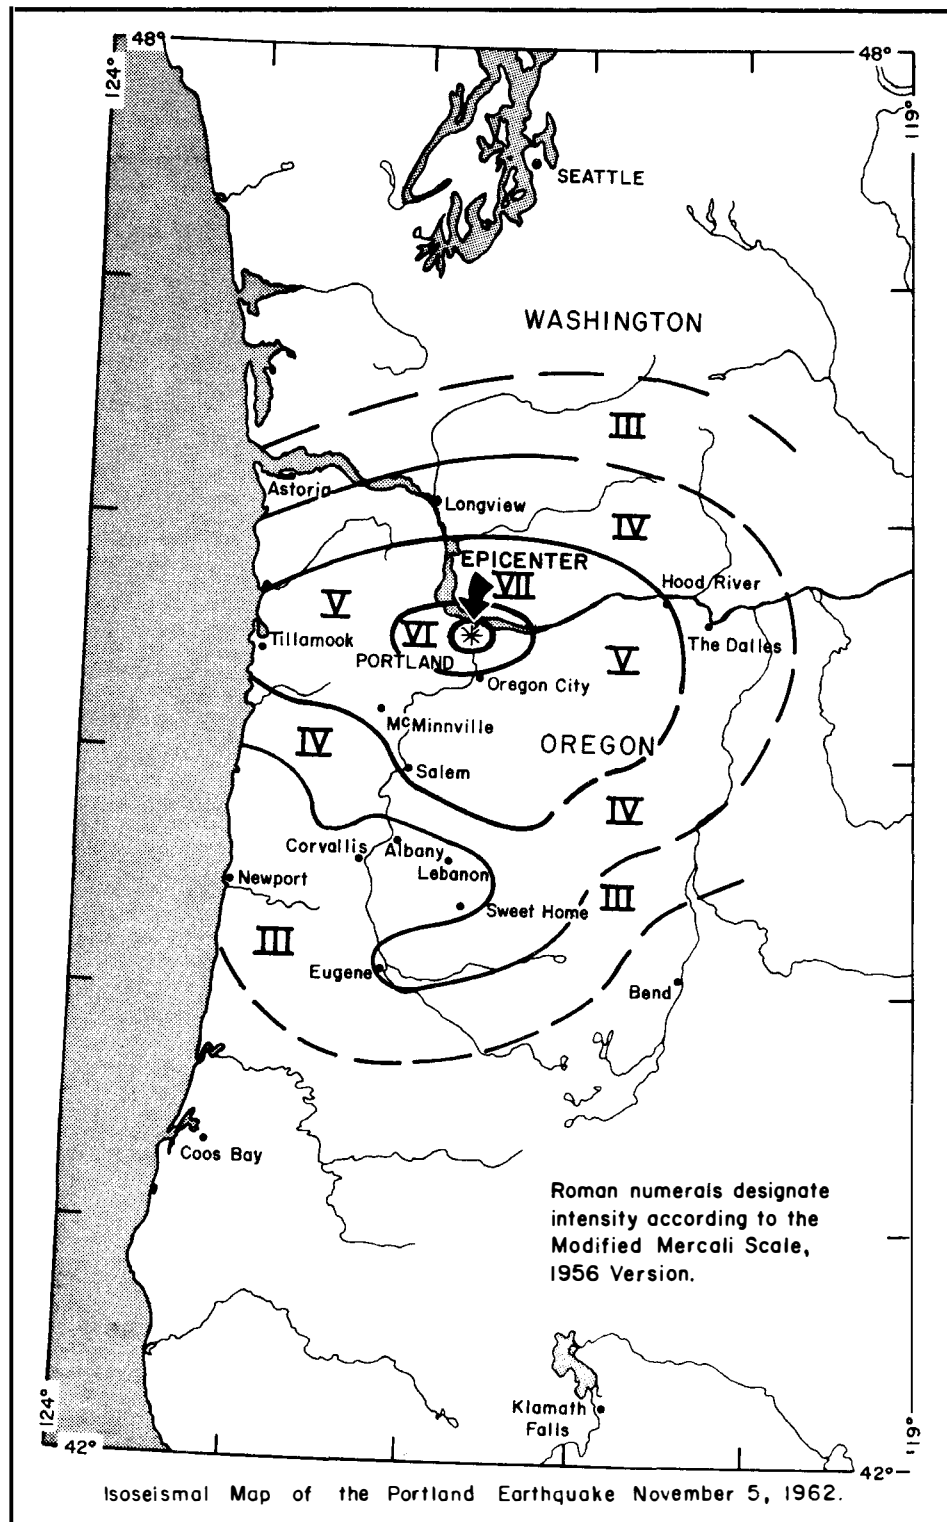 48°
48°
124°
119°
SEATTLE
WASHINGTON
III
Astoria
Longview
IV
EPICENTER
VII
Hood River
V
VI
Tillamook
PORTLAND
V
The Dalles
Oregon City
McMinnville
IV
OREGON
Salem
IV
Corvallis
Albany
Lebanon
Newport
III
Sweet Home
III
Eugene
Bend
Coos Bay
Roman numerals designate
intensity according to the
Modified Mercali Scale,
1956 Version.
Klamath
Falls
124°
119°
42°
42°
Isoseismal Map of the Portland Earthquake November 5, 1962.